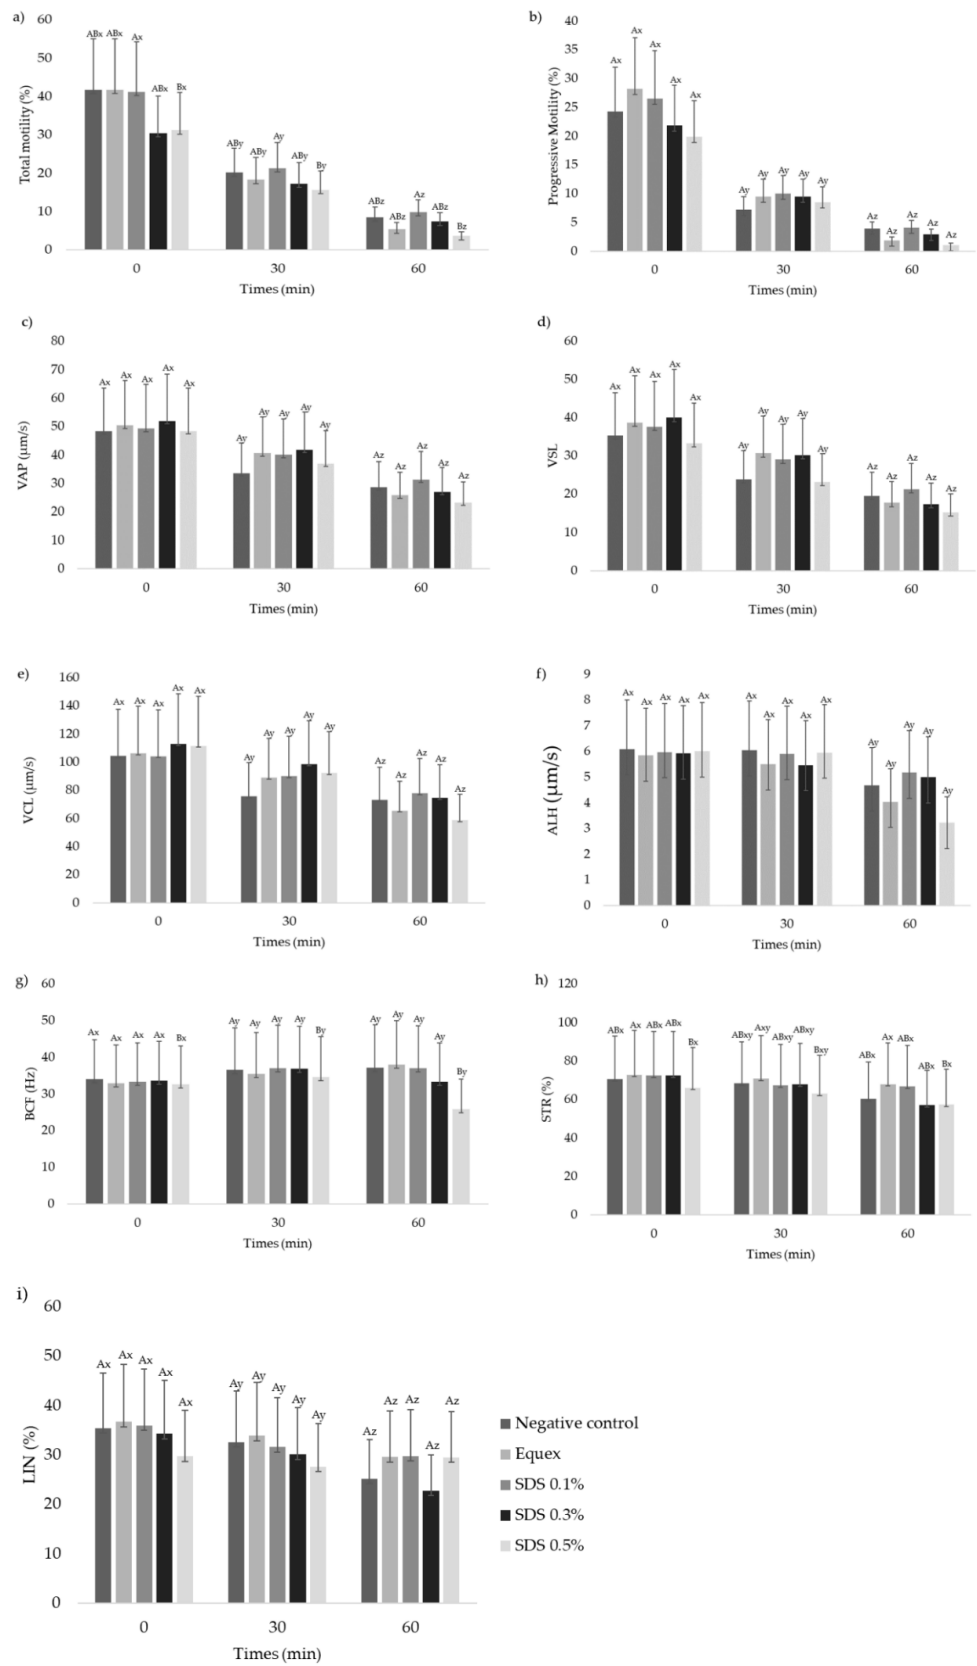 a)
60
50
40
30
20
10
0
Total motility (%)
ABx ABx Ax ABx Bx
ABy ABy Ay ABy By
ABz ABz Az ABz Bz
0 30 60
Times (min)
b)
40
35
30
25
20
15
10
5
0
Progressive Motility (%)
Ax Ax Ax Ax Ax
Ay Ay Ay Ay Ay
Az Az Az Az Az
0 30 60
Times (min)
c)
80
70
60
50
40
30
20
10
0
VAP (µm/s)
Ax Ax Ax Ax Ax
Ay Ay Ay Ay Ay
Az Az Az Az Az
0 30 60
Times (min)
d)
60
50
40
30
20
10
0
VSL
Ax Ax Ax Ax Ax
Ay Ay Ay Ay Ay
Az Az Az Az Az
0 30 60
Times (min)
e)
160
140
120
100
80
60
40
20
0
VCL (µm/s)
Ax Ax Ax Ax Ax
Ay Ay Ay Ay Ay
Az Az Az Az Az
0 30 60
Times (min)
f)
9
8
7
6
5
4
3
2
1
0
ALH (µm/s)
Ax Ax Ax Ax Ax
Ax Ax Ax Ax Ax
Ay Ay Ay Ay Ay
0 30 60
Times (min)
g)
60
50
40
30
20
10
0
BCF (Hz)
Ax Ax Ax Ax Bx
Ay Ay Ay Ay By
Ay Ay Ay Ay By
0 30 60
Times (min)
h)
120
100
80
60
40
20
0
STR (%)
ABx Ax ABx ABx Bx
ABxy Axy ABxy ABxy Bxy
ABx Ax ABx ABx Bx
0 30 60
Times (min)
i)
60
50
40
30
20
10
0
LIN (%)
Ax Ax Ax Ax Ax
Ay Ay Ay Ay Ay
Az Az Az Az Az
0 30 60
Times (min)
Negative control
Equex
SDS 0.1%
SDS 0.3%
SDS 0.5%